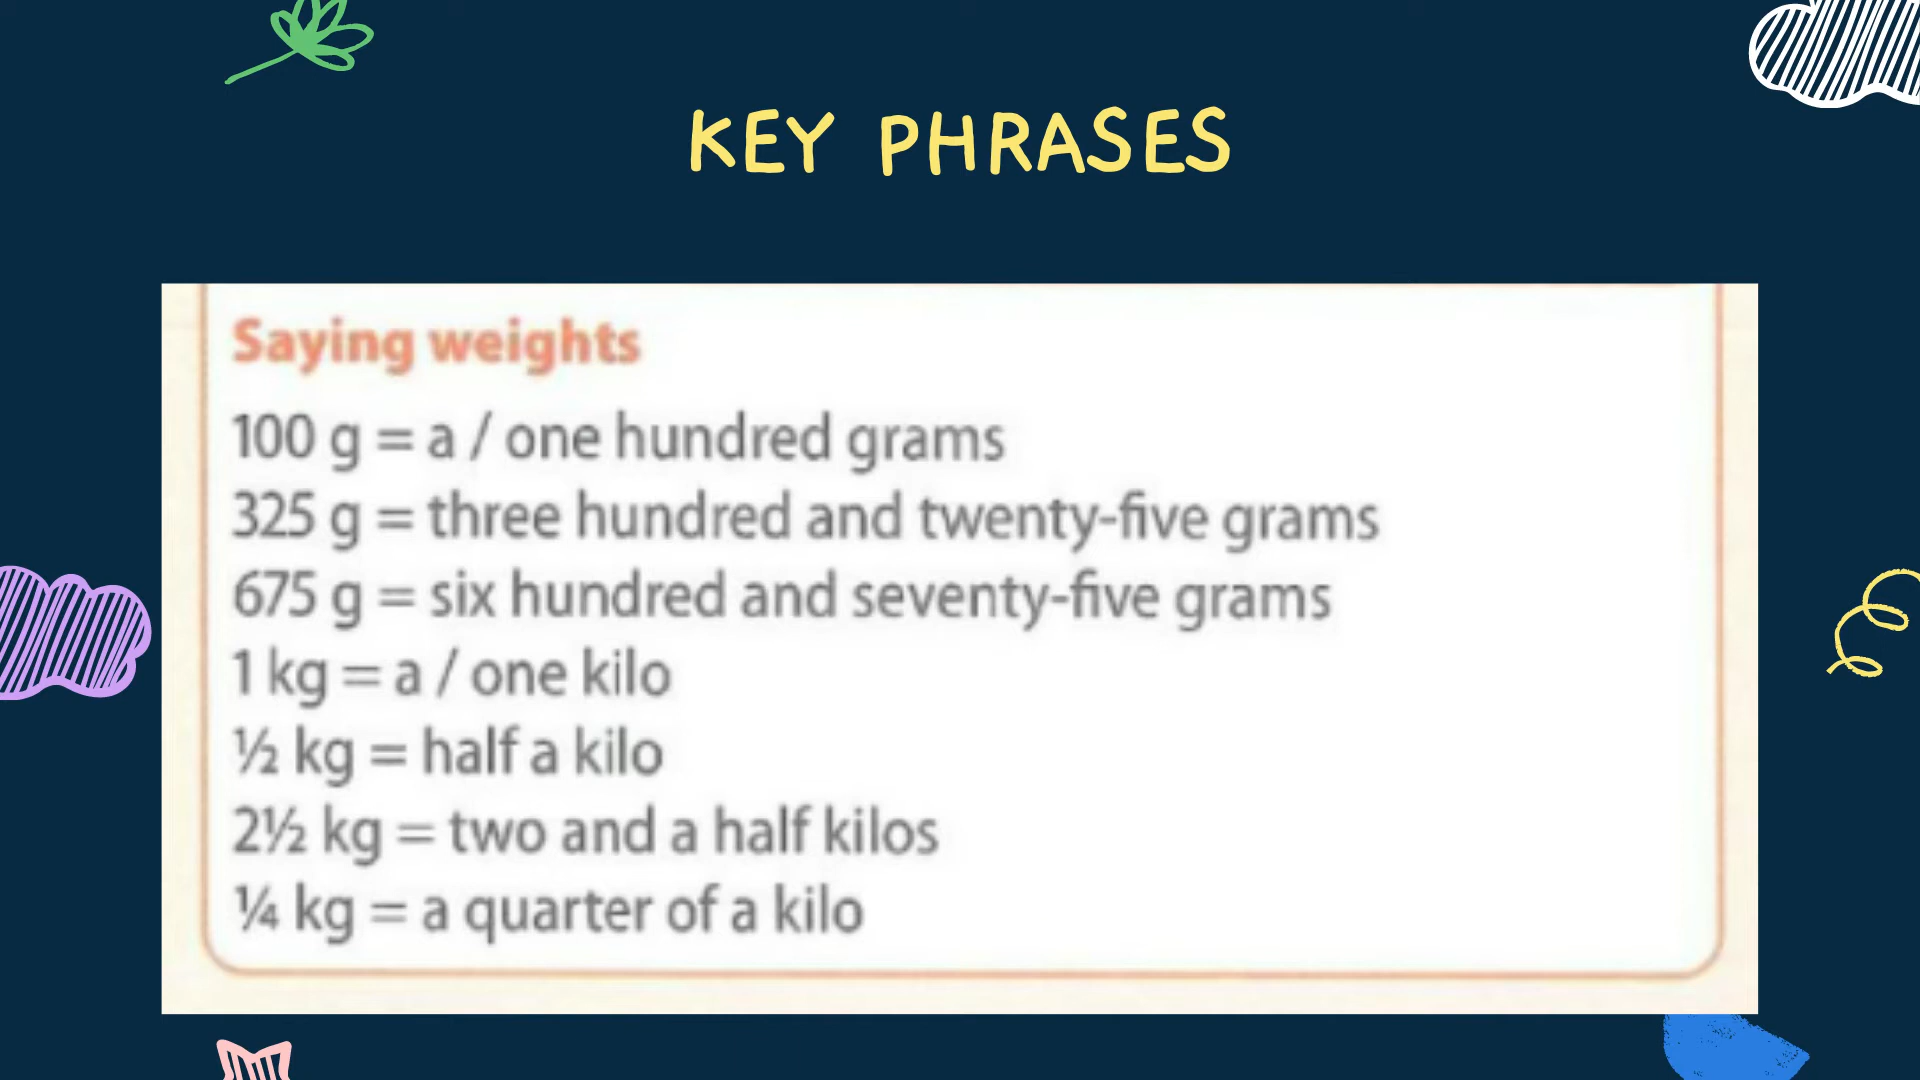 KEY PHRASES
Saying weights
100 g = a / one hundred grams
325 g = three hundred and twenty-five grams
675 g = six hundred and seventy-five grams
1 kg = a / one kilo
½ kg = half a kilo
2½ kg = two and a half kilos
¼ kg = a quarter of a kilo